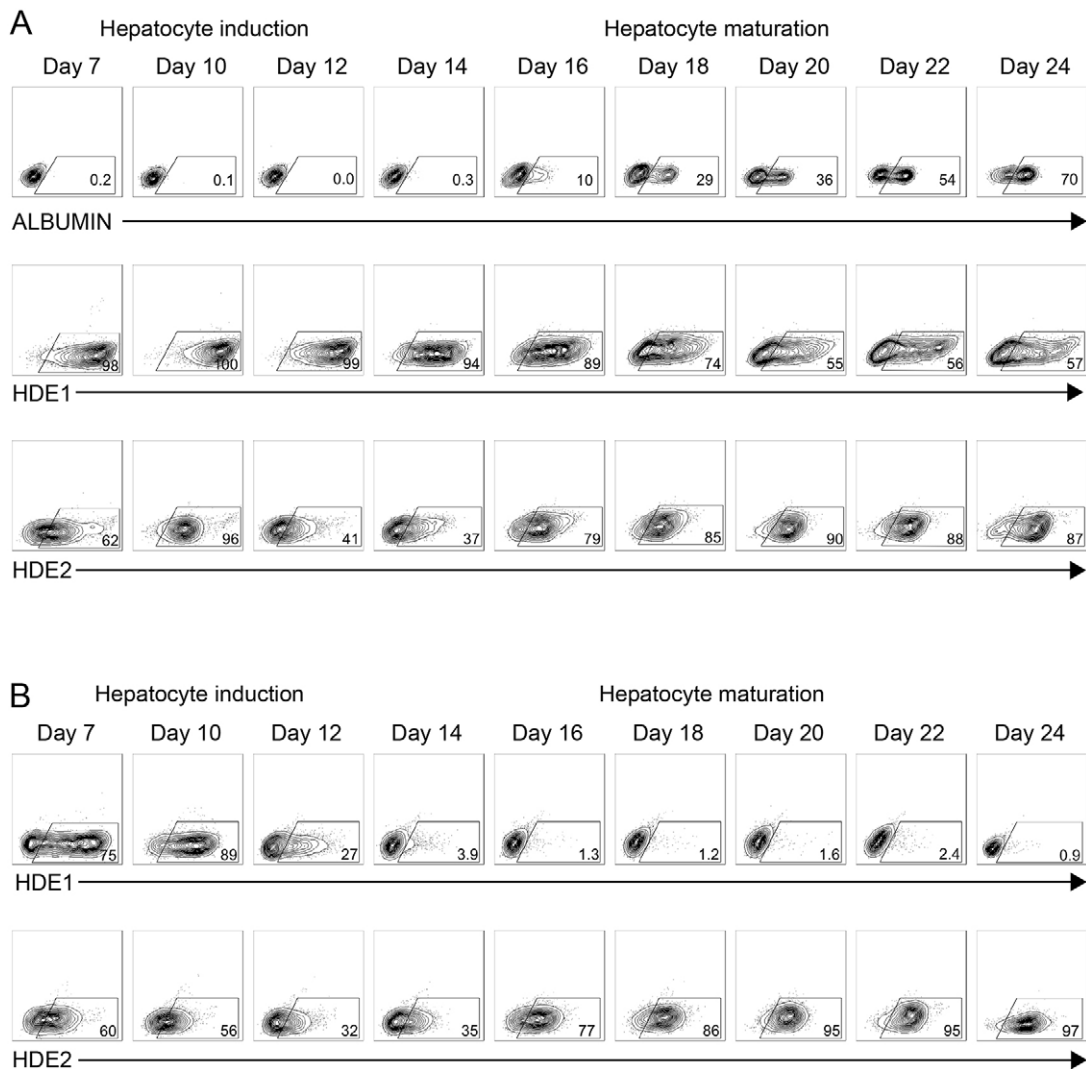 A
Hepatocyte induction Hepatocyte maturation
Day 7 Day 10 Day 12 Day 14 Day 16 Day 18 Day 20 Day 22 Day 24
0.2 0.1 0.0 0.3 10 29 36 54 70
ALBUMIN
98 100 99 94 89 74 55 56 57
HDE1
62 96 41 37 79 85 90 88 87
HDE2
B
Hepatocyte induction Hepatocyte maturation
Day 7 Day 10 Day 12 Day 14 Day 16 Day 18 Day 20 Day 22 Day 24
75 89 27 3.9 1.3 1.2 1.6 2.4 0.9
HDE1
60 56 32 35 77 86 95 95 97
HDE2